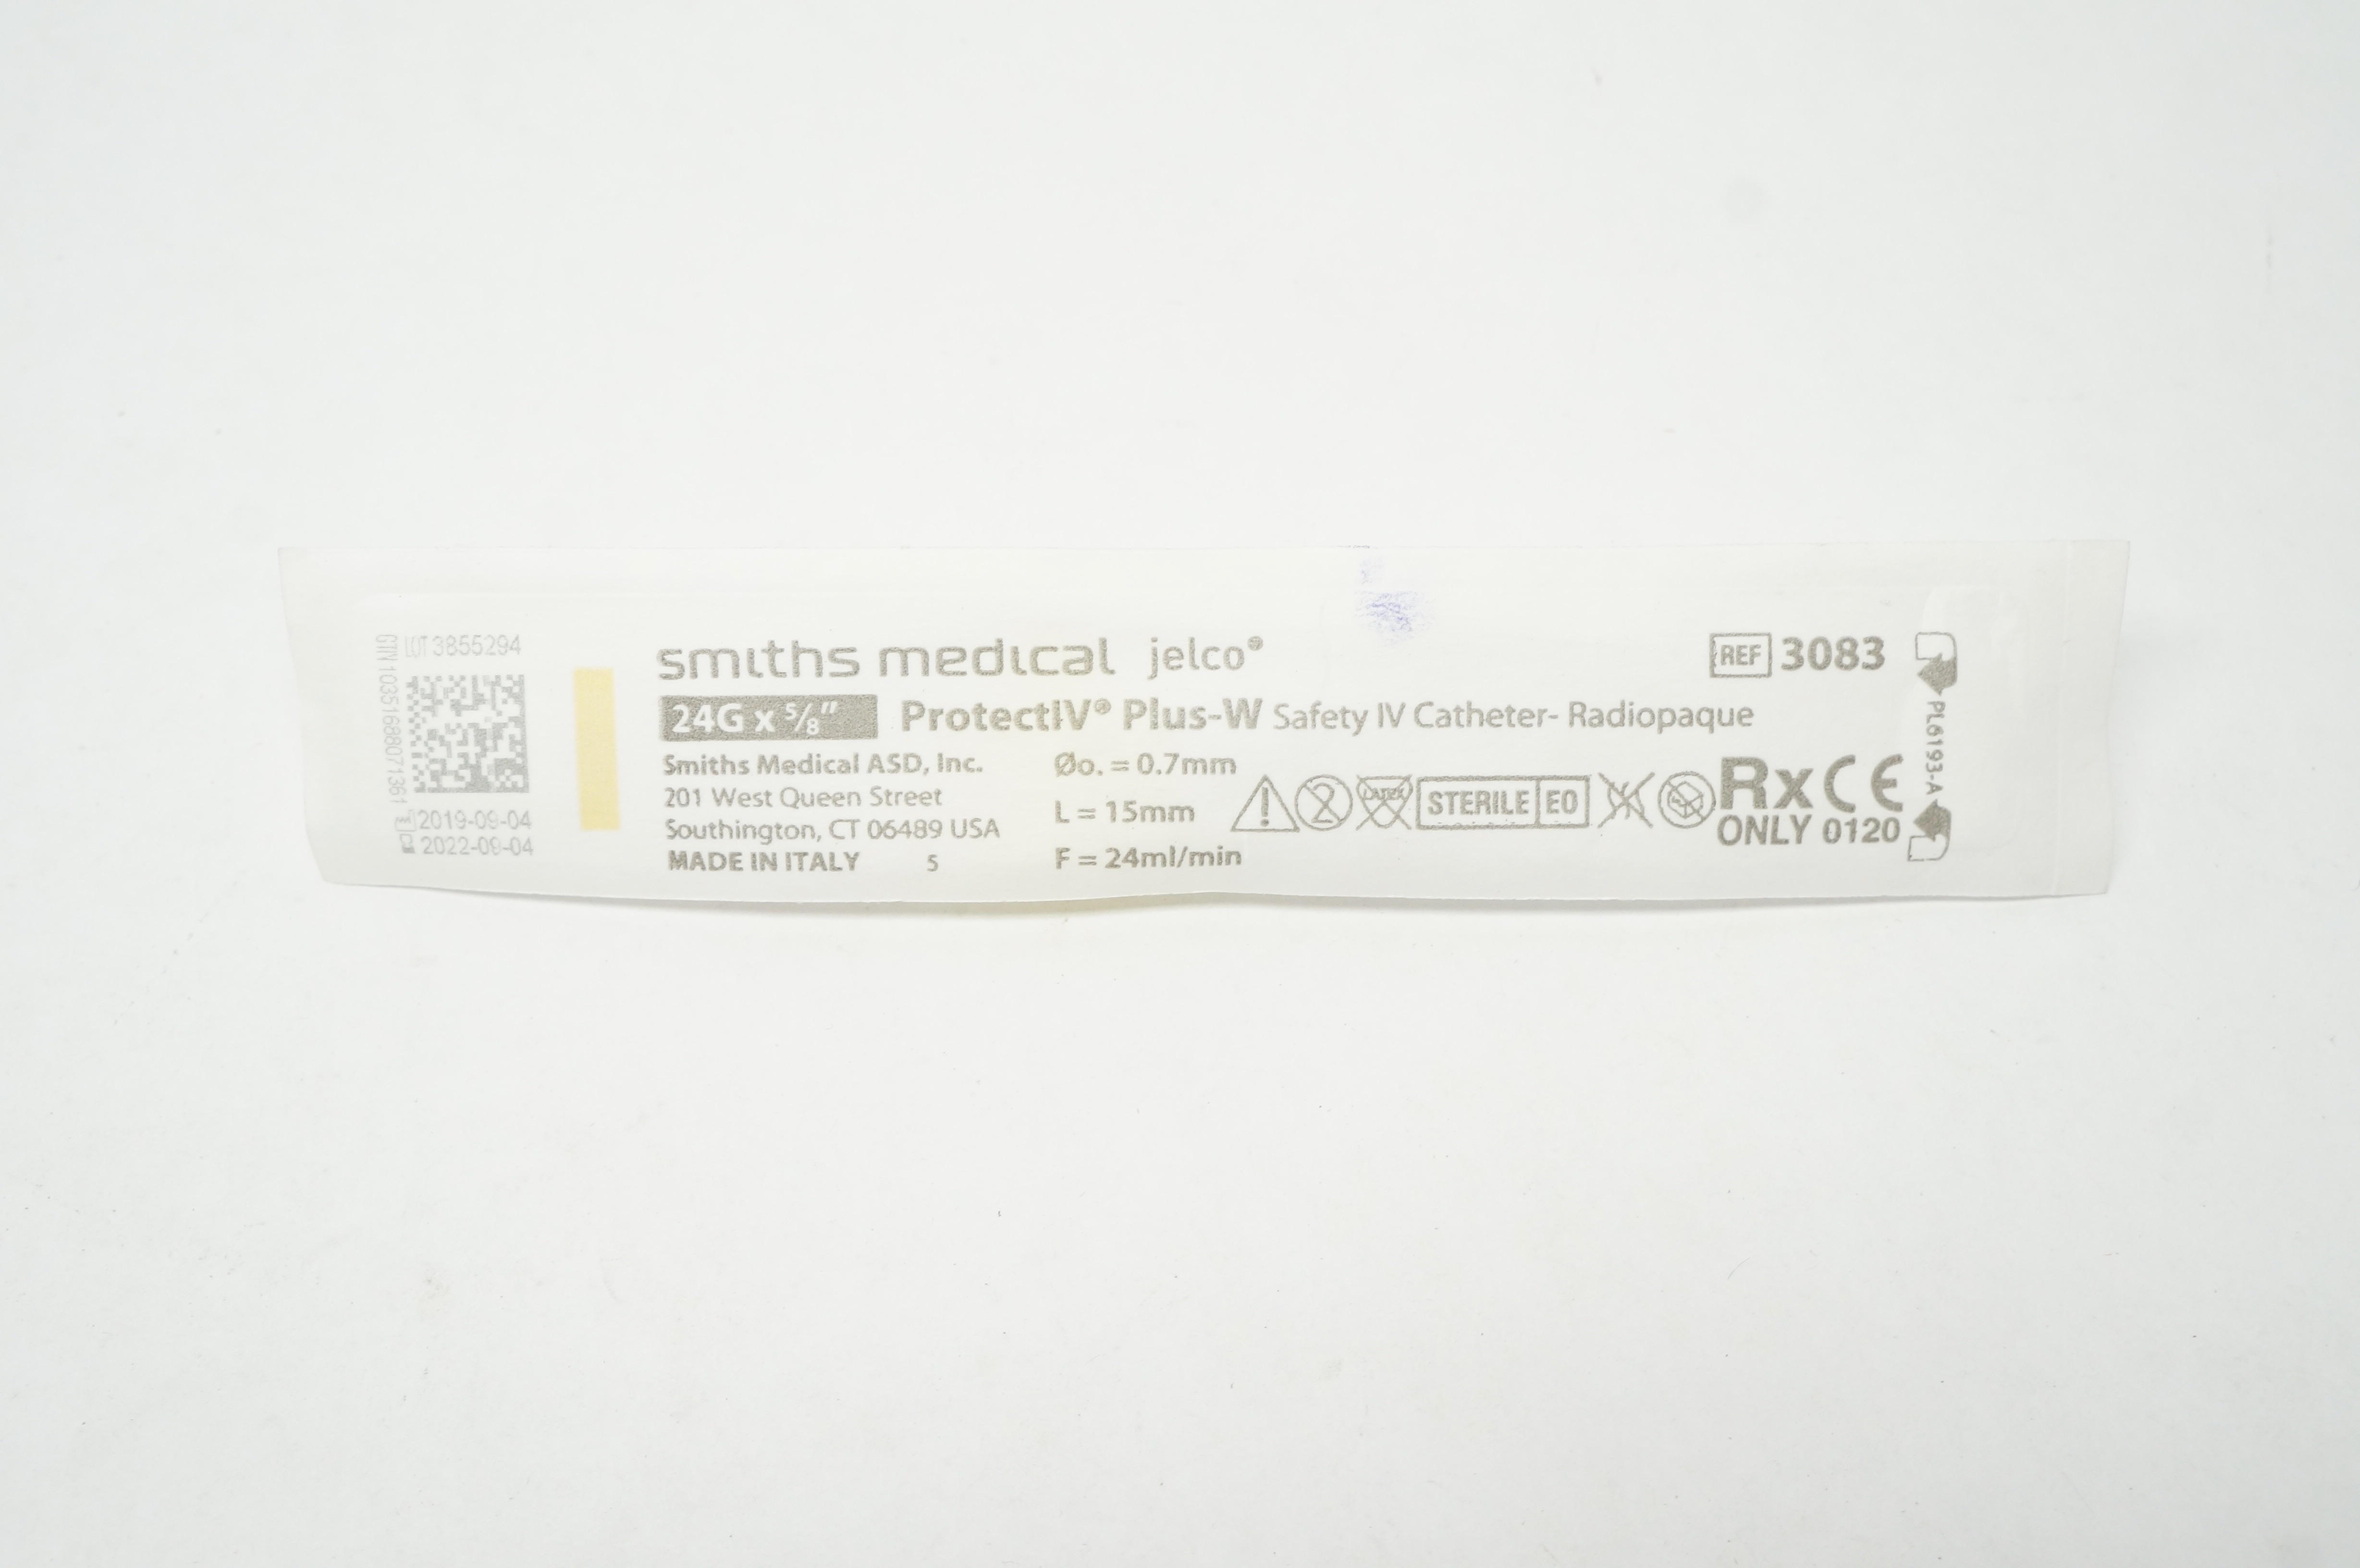 LOT 3855294
GTIN 10351688071361
2019-09-04
2022-09-04
smiths medical jelco®
REF 3083
24G x 5/8" ProtectIV® Plus-W Safety IV Catheter- Radiopaque
Smiths Medical ASD, Inc.
201 West Queen Street
Southington, CT 06489 USA
MADE IN ITALY 5
Øo. = 0.7mm
L = 15mm
F = 24ml/min
2
LATEX
STERILE EO
Rx CE
ONLY 0120
PL6193-A